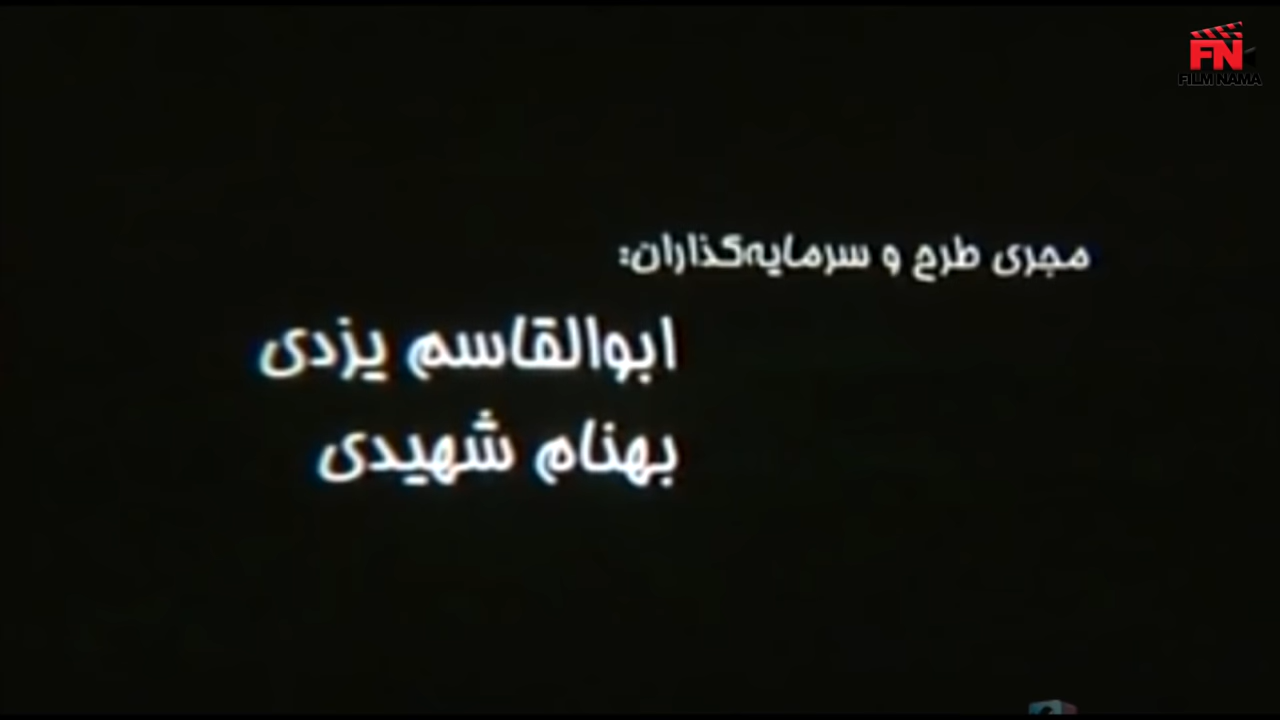 FN
FILM NAMA
مجری طرح و سرمایه‌گذاران:
ابوالقاسم یزدی
بهنام شهیدی